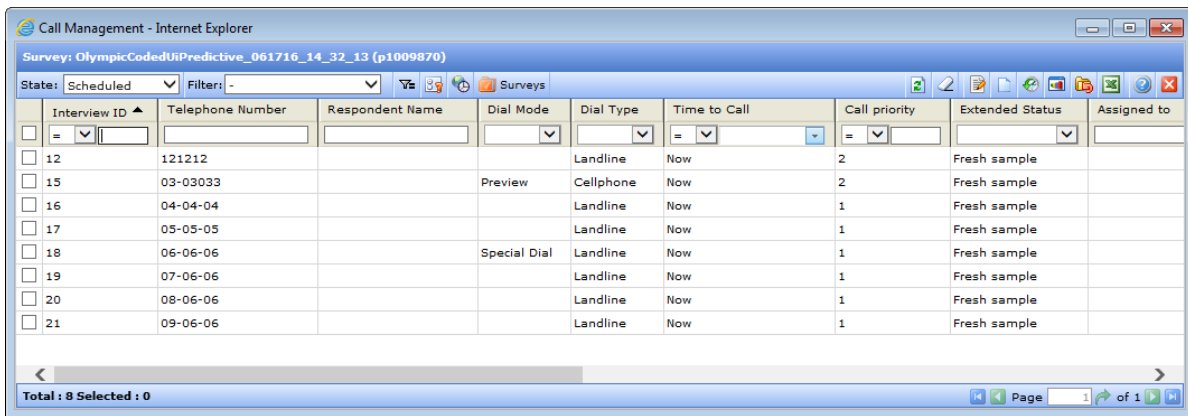 Call Management - Internet Explorer
Survey: OlympicCodedUiPredictive_061716_14_32_13 (p1009870)
State: Scheduled Filter: - Surveys
Interview ID Telephone Number Respondent Name Dial Mode Dial Type Time to Call Call priority Extended Status Assigned to
= = =
12 121212 Landline Now 2 Fresh sample
15 03-03033 Preview Cellphone Now 2 Fresh sample
16 04-04-04 Landline Now 1 Fresh sample
17 05-05-05 Landline Now 1 Fresh sample
18 06-06-06 Special Dial Landline Now 1 Fresh sample
19 07-06-06 Landline Now 1 Fresh sample
20 08-06-06 Landline Now 1 Fresh sample
21 09-06-06 Landline Now 1 Fresh sample
Total : 8 Selected : 0 Page 1 of 1